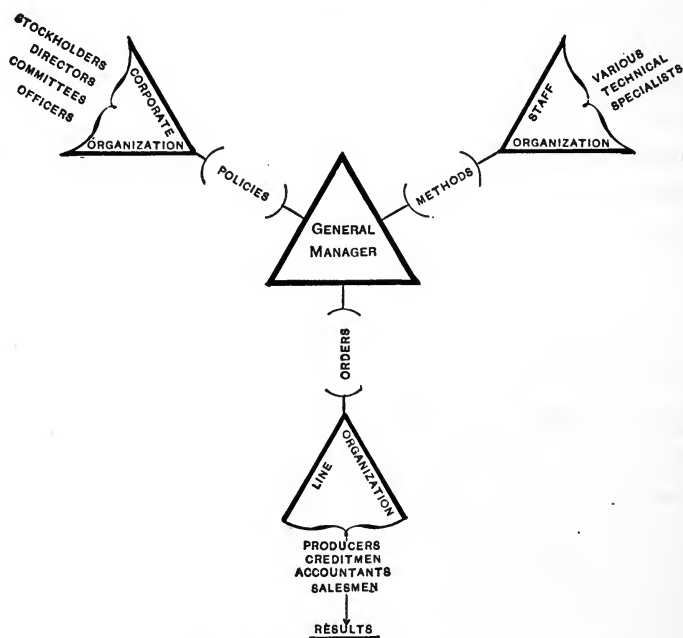 STOCKHOLDERS
DIRECTORS
COMMITTEES
OFFICERS
CORPORATE
ORGANIZATION
POLICIES
VARIOUS
TECHNICAL
SPECIALISTS
STAFF
ORGANIZATION
METHODS
GENERAL
MANAGER
ORDERS
LINE
ORGANIZATION
PRODUCERS
CREDITMEN
ACCOUNTANTS
SALESMEN
RESULTS